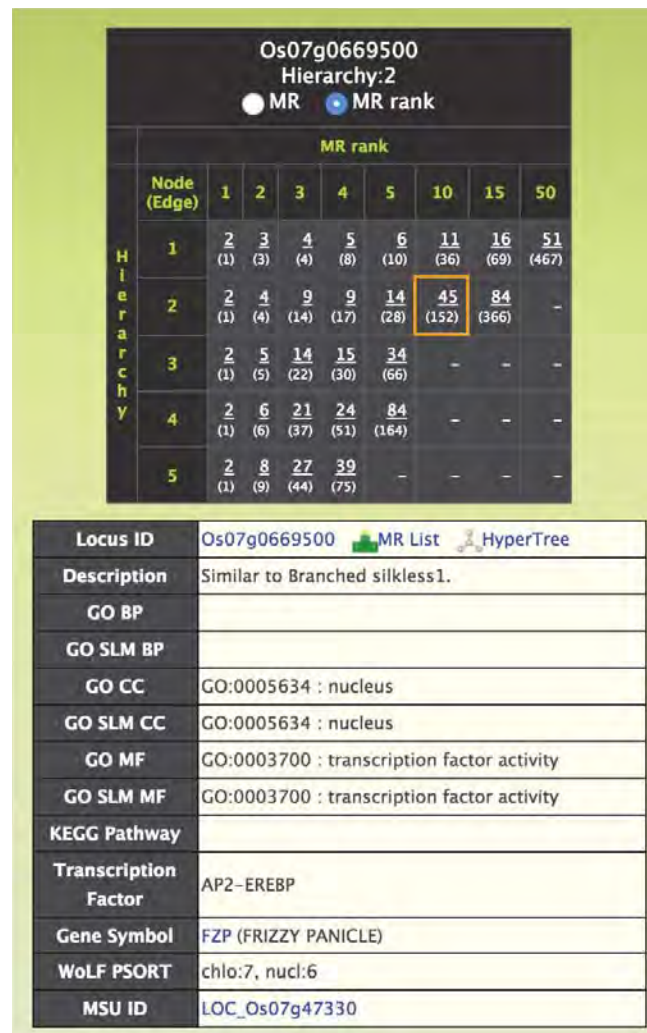 Os07g0669500
Hierarchy:2
MR MR rank
MR rank
Node 1 2 3 4 5 10 15 50
(Edge)
Hierarchy
1 2 3 4 5 6 11 16 51
(1) (3) (4) (8) (10) (36) (69) (467)
2 2 4 9 9 14 45 84 –
(1) (4) (14) (17) (28) (152) (366)
3 2 5 14 15 34 – – –
(1) (5) (22) (30) (66)
4 2 6 21 24 84 – – –
(1) (6) (37) (51) (164)
5 2 8 27 39 – – – –
(1) (9) (44) (75)
Locus ID Os07g0669500 MR List HyperTree
Description Similar to Branched silkless1.
GO BP
GO SLM BP
GO CC GO:0005634 : nucleus
GO SLM CC GO:0005634 : nucleus
GO MF GO:0003700 : transcription factor activity
GO SLM MF GO:0003700 : transcription factor activity
KEGG Pathway
Transcription
Factor AP2-EREBP
Gene Symbol FZP (FRIZZY PANICLE)
WoLF PSORT chlo:7, nucl:6
MSU ID LOC_Os07g47330